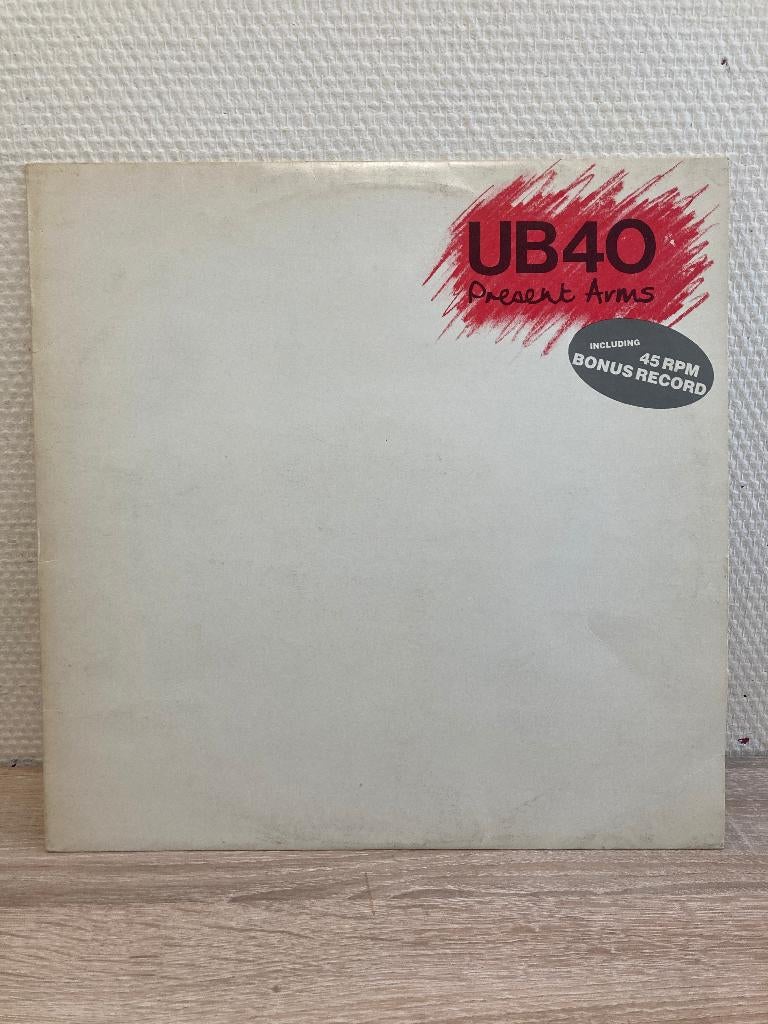 UB40
Present Arms
INCLUDING
45 RPM
BONUS RECORD